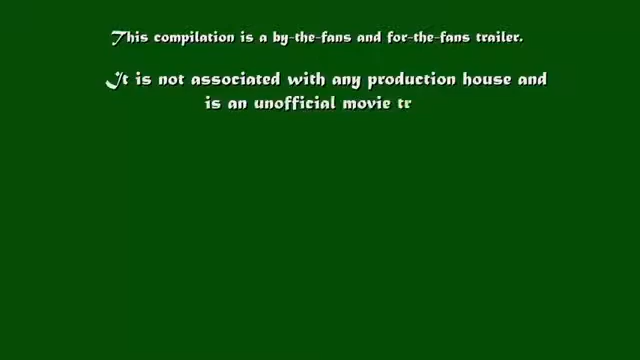 This compilation is a by-the-fans and for-the-fans trailer.
It is not associated with any production house and
is an unofficial movie tr